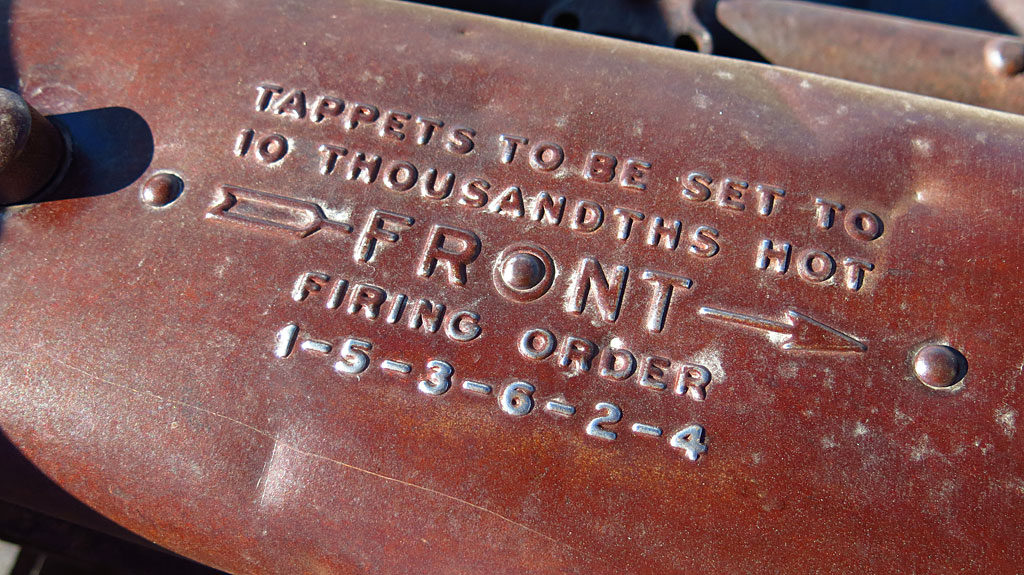 TAPPETS TO BE SET TO
10 THOUSANDTHS HOT
FRONT
FIRING ORDER
1-5-3-6-2-4